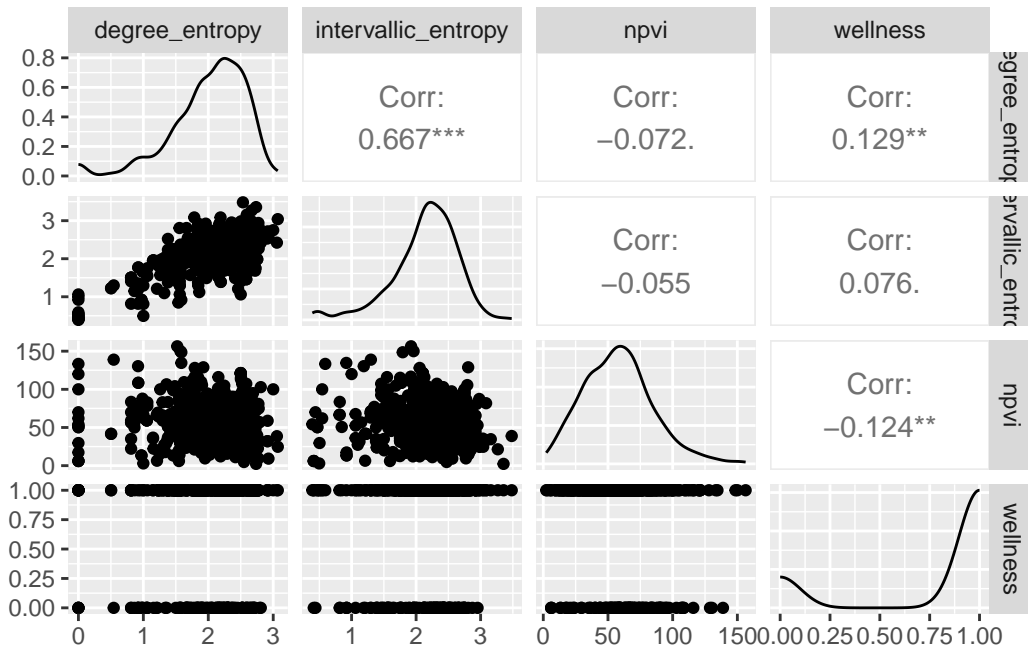 degree_entropy intervallic_entropy npvi wellness
0.8
0.6
0.4
0.2
0.0
Corr:
0.667***
Corr:
−0.072.
Corr:
0.129**
egree_entrop
3
2
1
Corr:
−0.055
Corr:
0.076.
ervallic_entro
150
100
50
0
Corr:
−0.124**
npvi
1.00
0.75
0.50
0.25
0.00
wellness
0 1 2 3 1 2 3 0 50 100 150 0.00 0.25 0.50 0.75 1.00